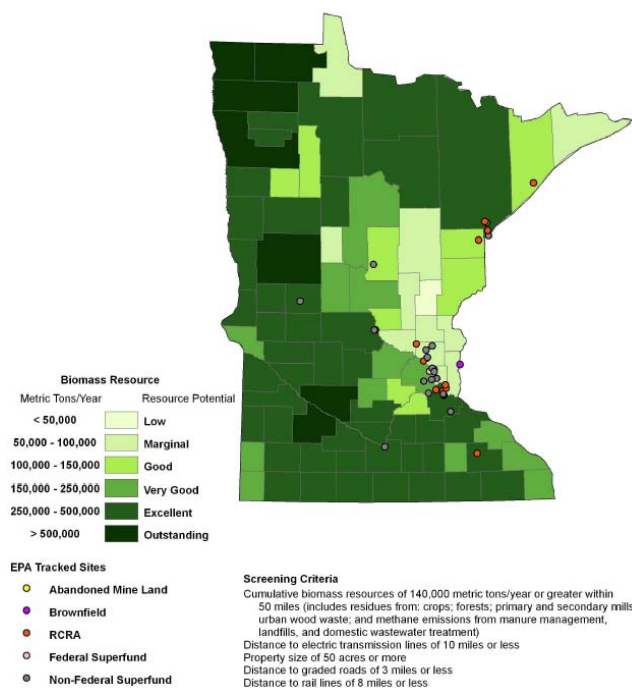 Biomass Resource
Metric Tons/Year Resource Potential
< 50,000 Low
50,000 - 100,000 Marginal
100,000 - 150,000 Good
150,000 - 250,000 Very Good
250,000 - 500,000 Excellent
> 500,000 Outstanding
EPA Tracked Sites
Abandoned Mine Land
Brownfield
RCRA
Federal Superfund
Non-Federal Superfund
Screening Criteria
Cumulative biomass resources of 140,000 metric tons/year or greater within
50 miles (includes residues from: crops; forests; primary and secondary mills
urban wood waste; and methane emissions from manure management,
landfills, and domestic wastewater treatment)
Distance to electric transmission lines of 10 miles or less
Property size of 50 acres or more
Distance to graded roads of 3 miles or less
Distance to rail lines of 8 miles or less